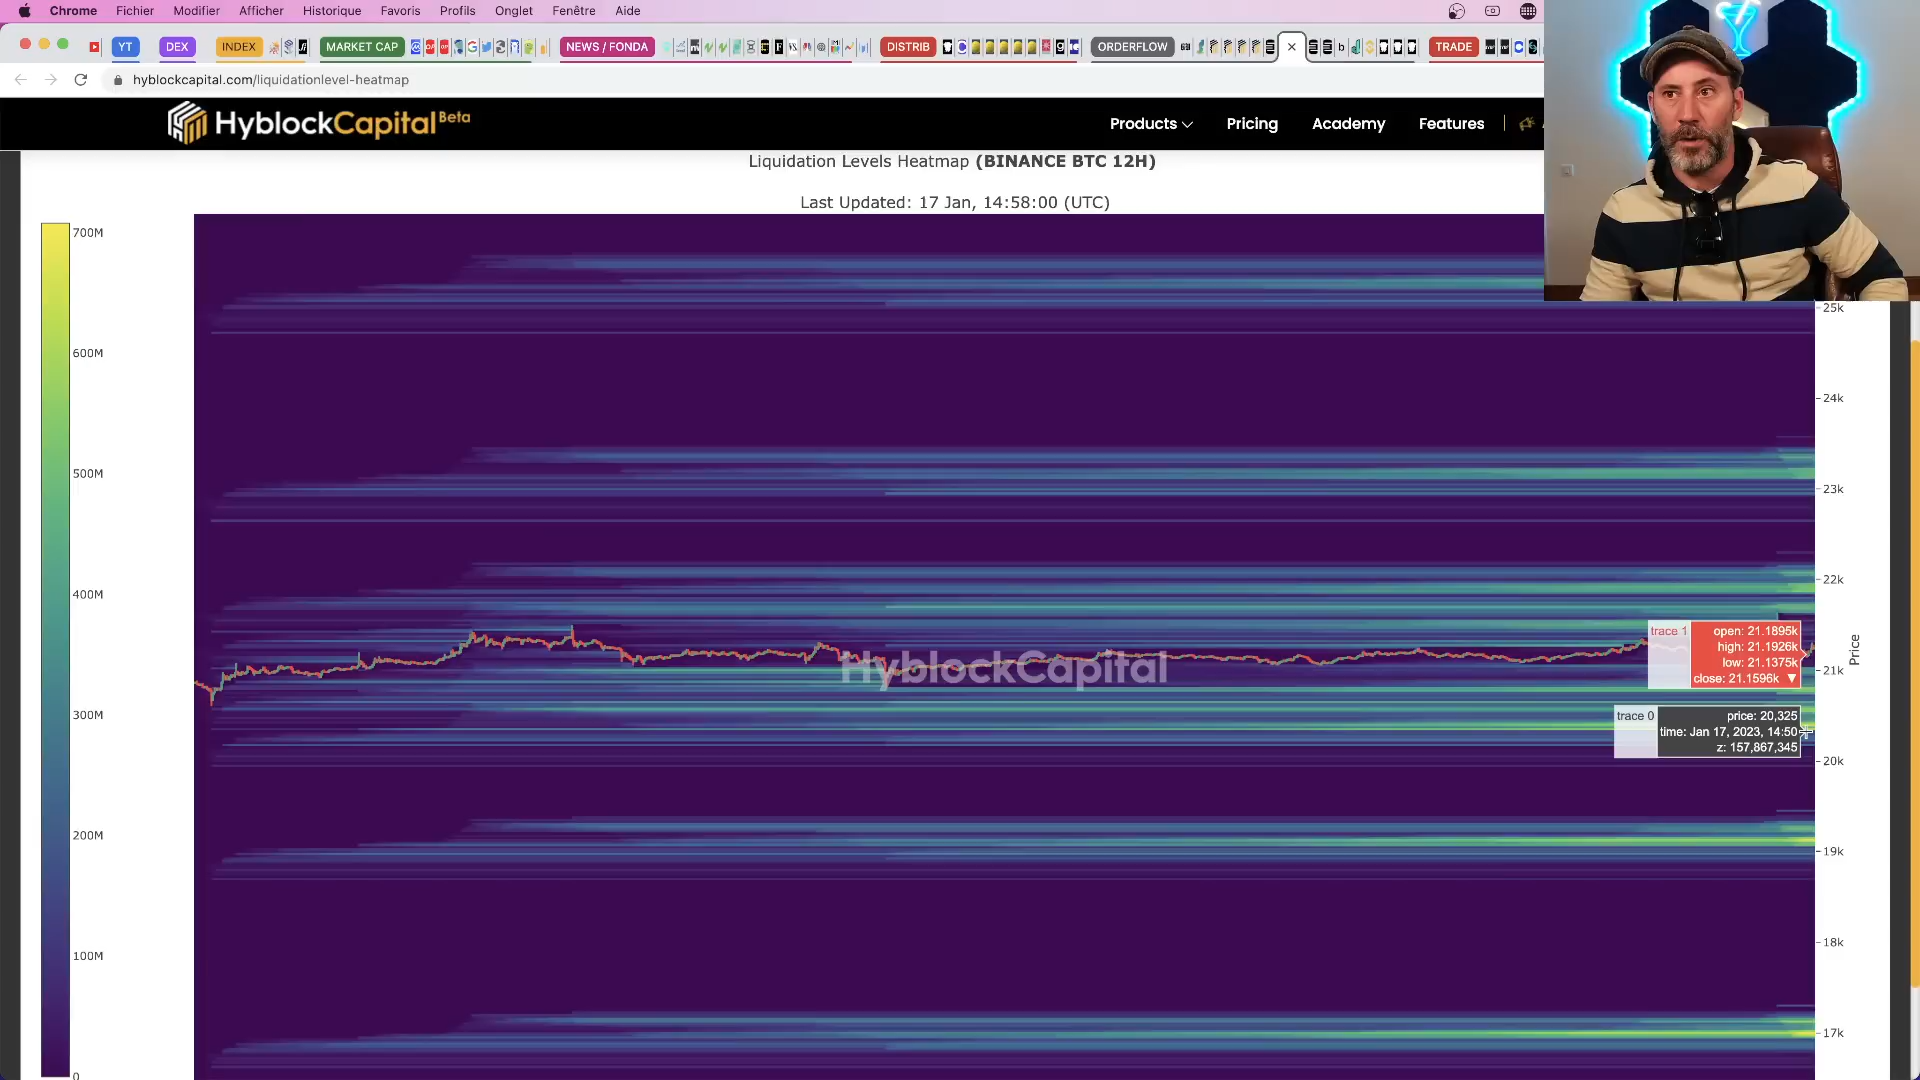 Chrome Fichier Modifier Afficher Historique Favoris Profils Onglet Fenêtre Aide
YT DEX INDEX MARKET CAP NEWS / FONDA DISTRIB ORDERFLOW TRADE
hyblockcapital.com/liquidationlevel-heatmap
HyblockCapital Beta
Products Pricing Academy Features
Liquidation Levels Heatmap (BINANCE BTC 12H)
Last Updated: 17 Jan, 14:58:00 (UTC)
700M
600M
500M
400M
300M
200M
100M
0
25k
24k
23k
22k
21k
20k
19k
18k
17k
Price
HyblockCapital
trace 1
open: 21.1895k
high: 21.1926k
low: 21.1375k
close: 21.1596k ▼
trace 0
price: 20,325
time: Jan 17, 2023, 14:50
z: 157,867,345